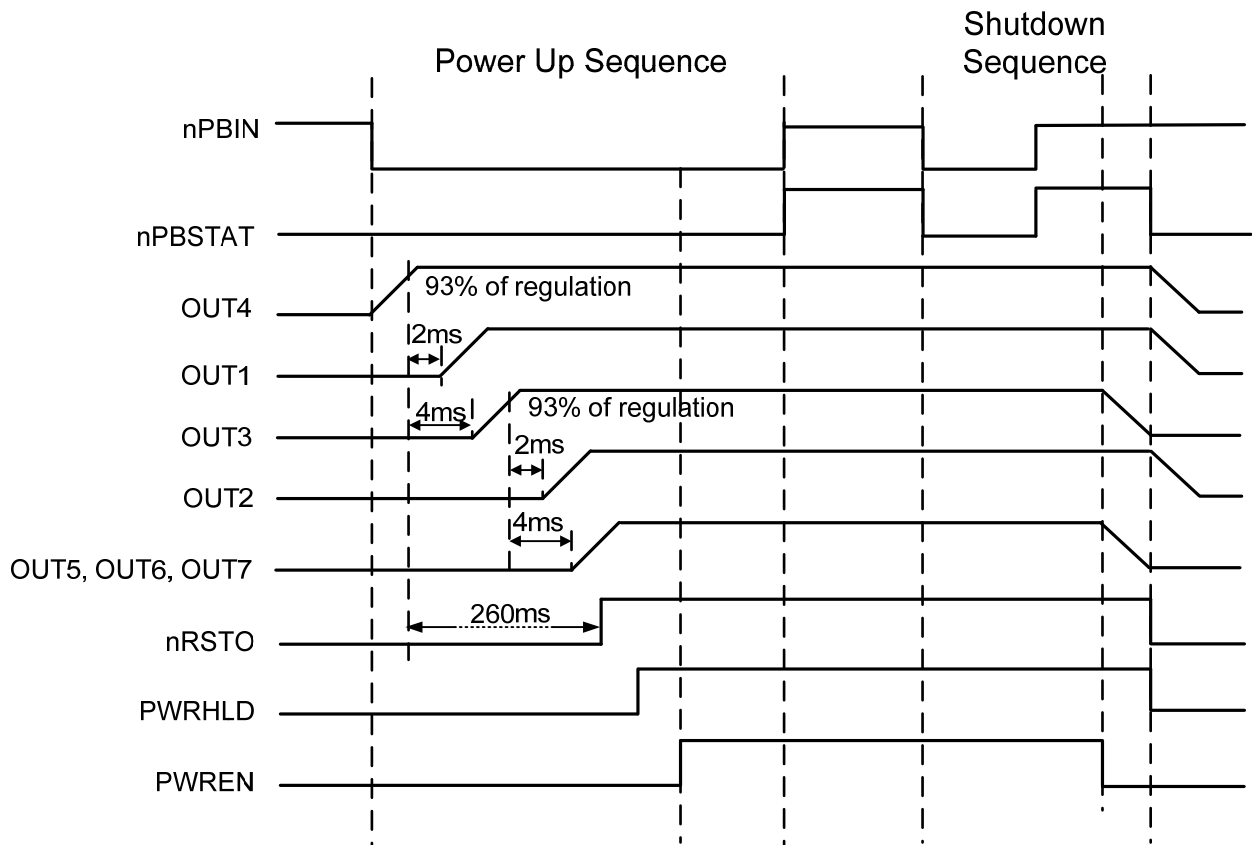 Power Up Sequence
Shutdown
Sequence
nPBIN
nPBSTAT
OUT4
93% of regulation
2ms
OUT1
4ms
93% of regulation
OUT3
2ms
OUT2
4ms
OUT5, OUT6, OUT7
260ms
nRSTO
PWRHLD
PWREN